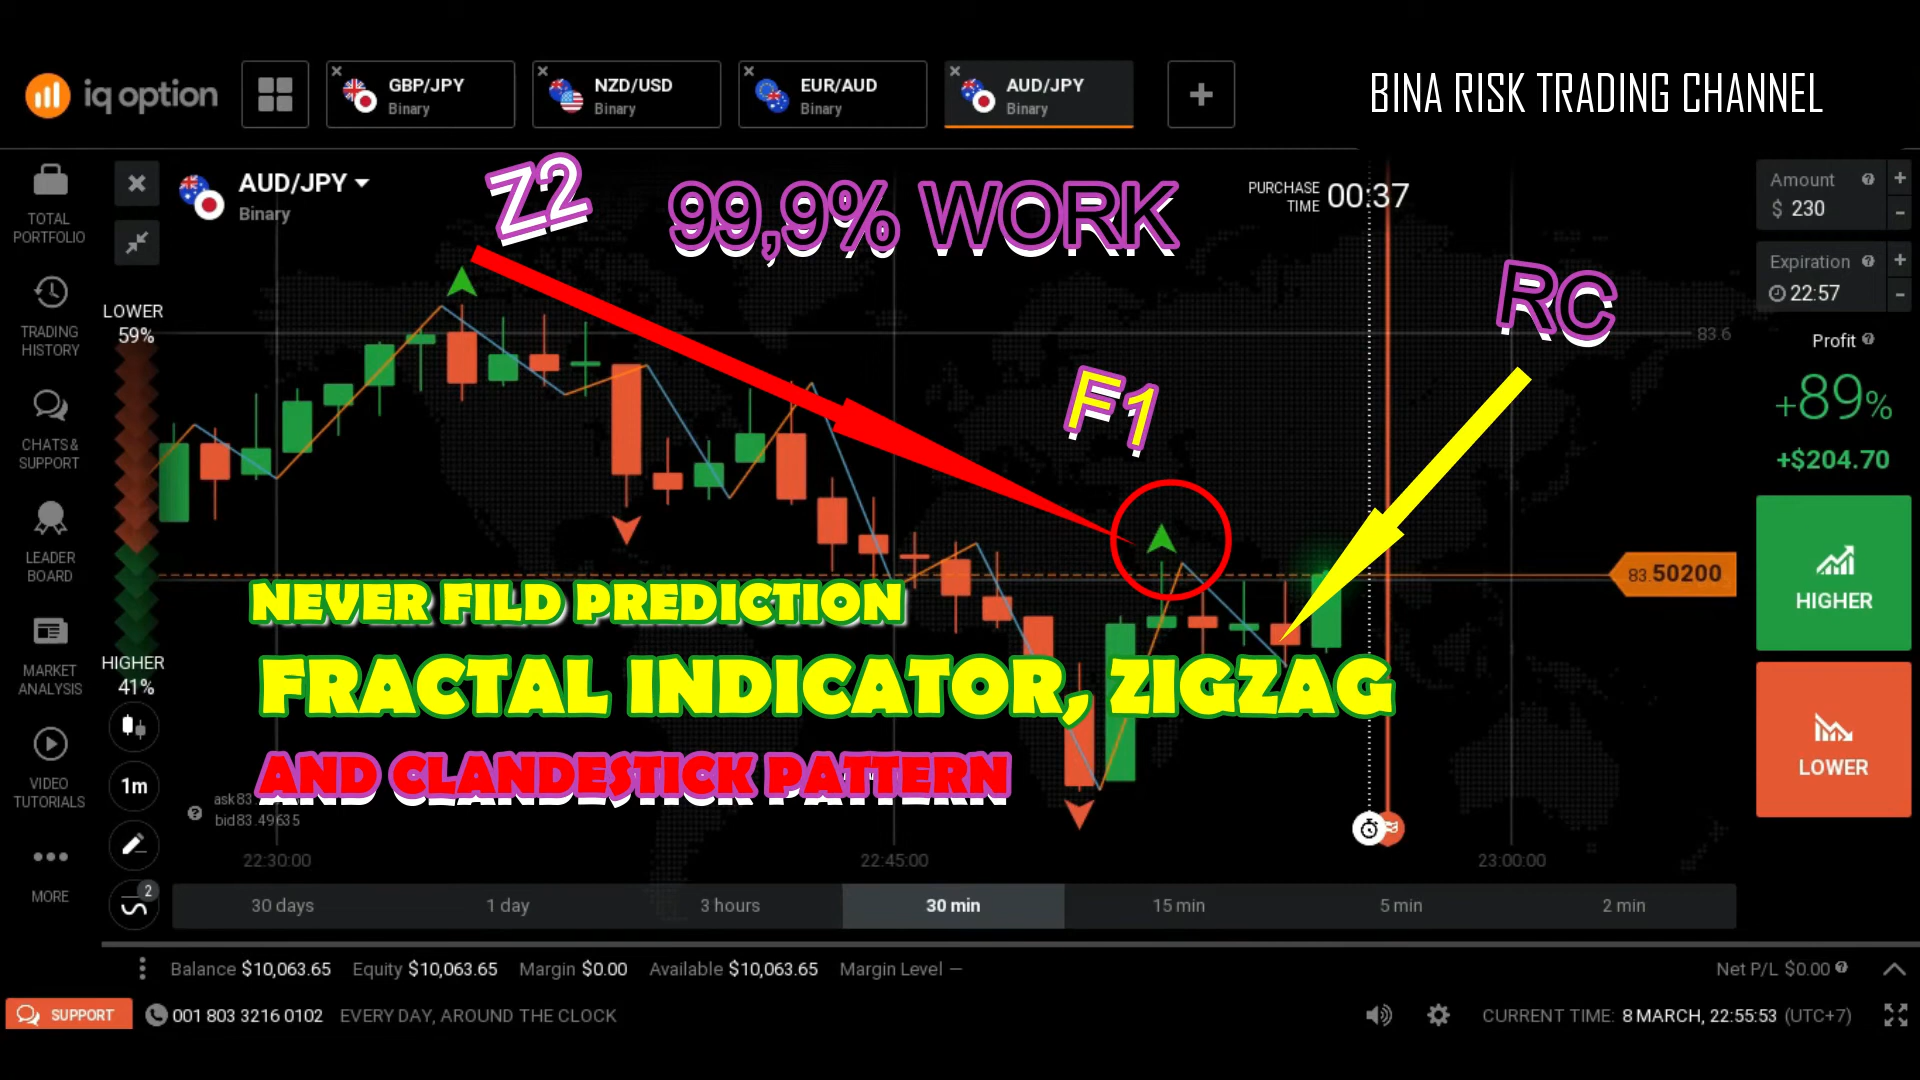 iq option
GBP/JPY
Binary
NZD/USD
Binary
EUR/AUD
Binary
AUD/JPY
Binary
BINA RISK TRADING CHANNEL
TOTAL
PORTFOLIO
TRADING
HISTORY
CHATS &
SUPPORT
LEADER
BOARD
MARKET
ANALYSIS
VIDEO
TUTORIALS
MORE
AUD/JPY
Binary
LOWER
59%
HIGHER
41%
1m
2
Z2
99,9% WORK
PURCHASE
TIME
00:37
RC
F1
83.6
83.50200
NEVER FILD PREDICTION
FRACTAL INDICATOR, ZIGZAG
AND CLANDESTICK PATTERN
ask83.
bid83.49635
22:30:00
22:45:00
23:00:00
30 days
1 day
3 hours
30 min
15 min
5 min
2 min
Amount
$ 230
+
-
Expiration
22:57
+
-
Profit
+89%
+$204.70
HIGHER
LOWER
Balance $10,063.65 Equity $10,063.65 Margin $0.00 Available $10,063.65 Margin Level –
Net P/L $0.00
SUPPORT
001 803 3216 0102
EVERY DAY, AROUND THE CLOCK
CURRENT TIME: 8 MARCH, 22:55:53 (UTC+7)